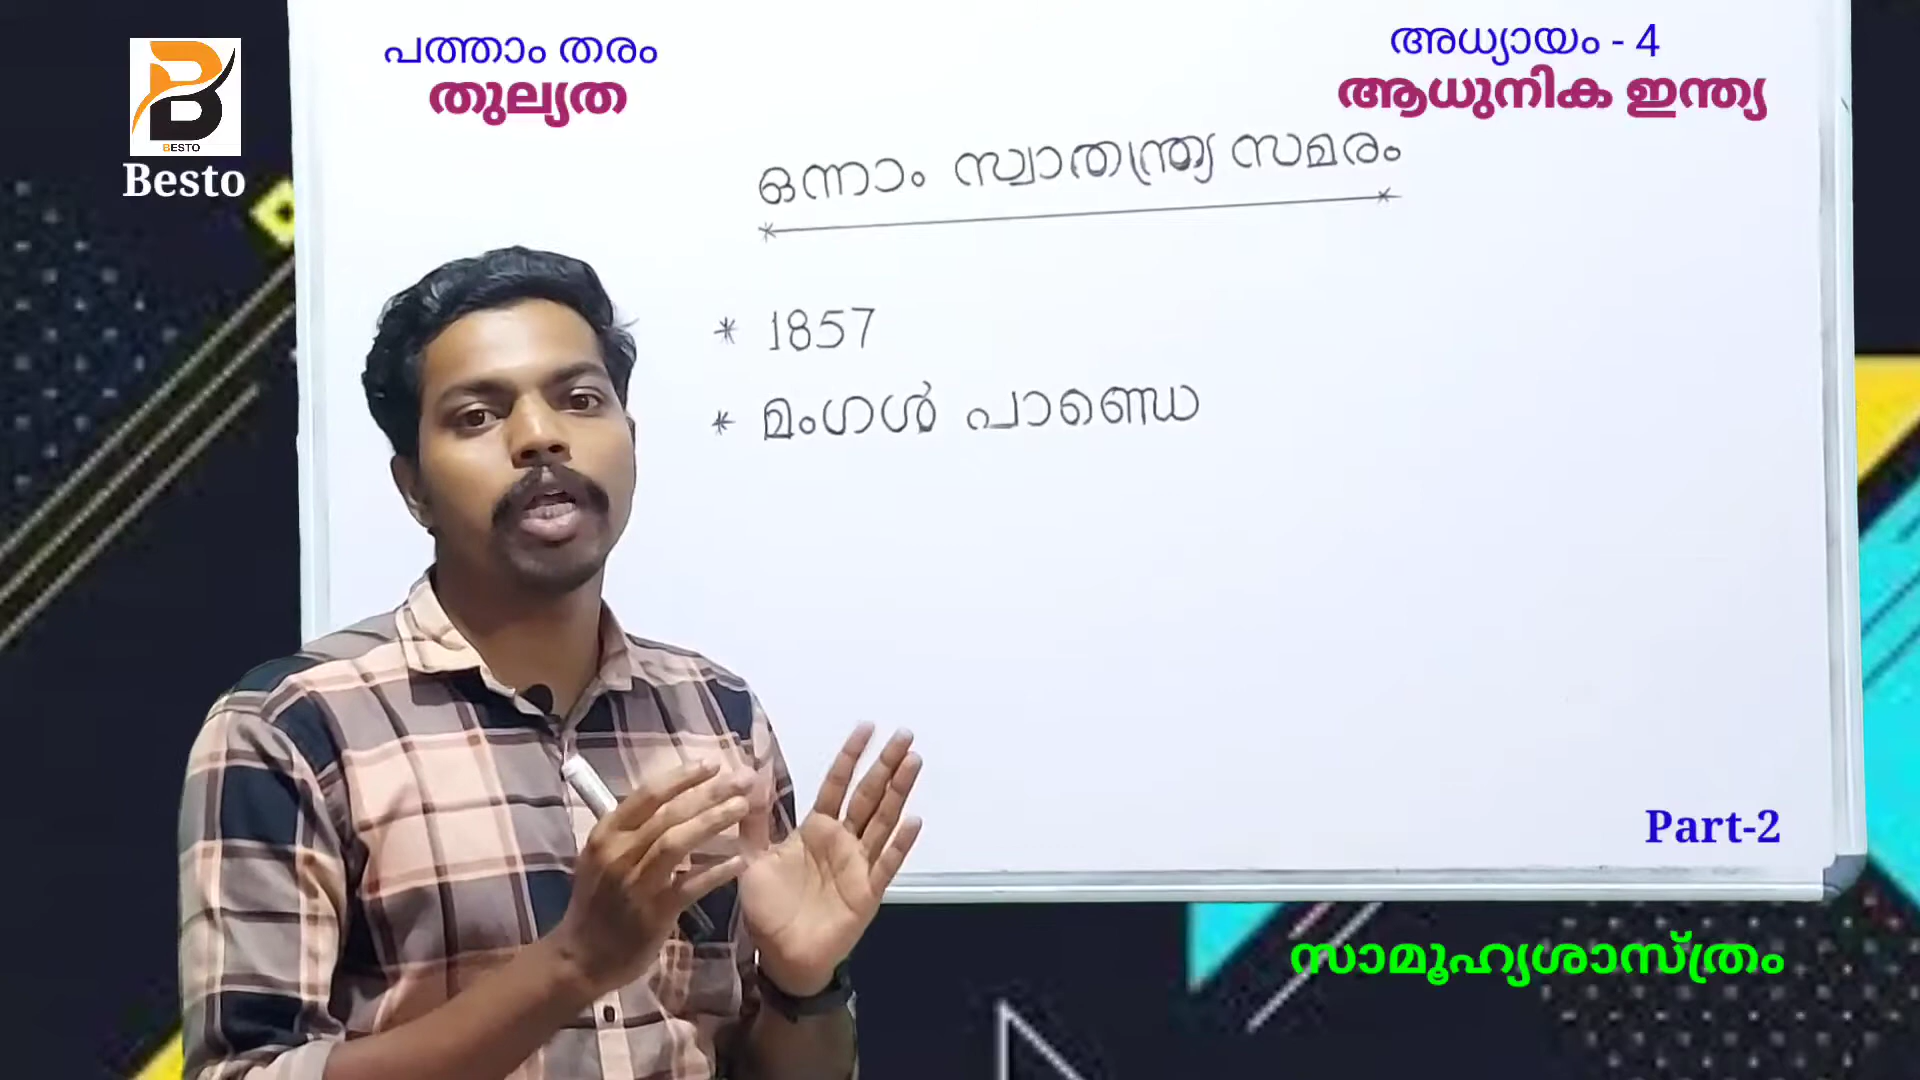 പത്താം തരം
തുല്യത
അധ്യായം - 4
ആധുനിക ഇന്ത്യ
B
BESTO
Besto
ഒന്നാം സ്വാതന്ത്ര്യ സമരം
* 1857
* മംഗൾ പാണ്ഡെ
Part-2
സാമൂഹ്യശാസ്ത്രം